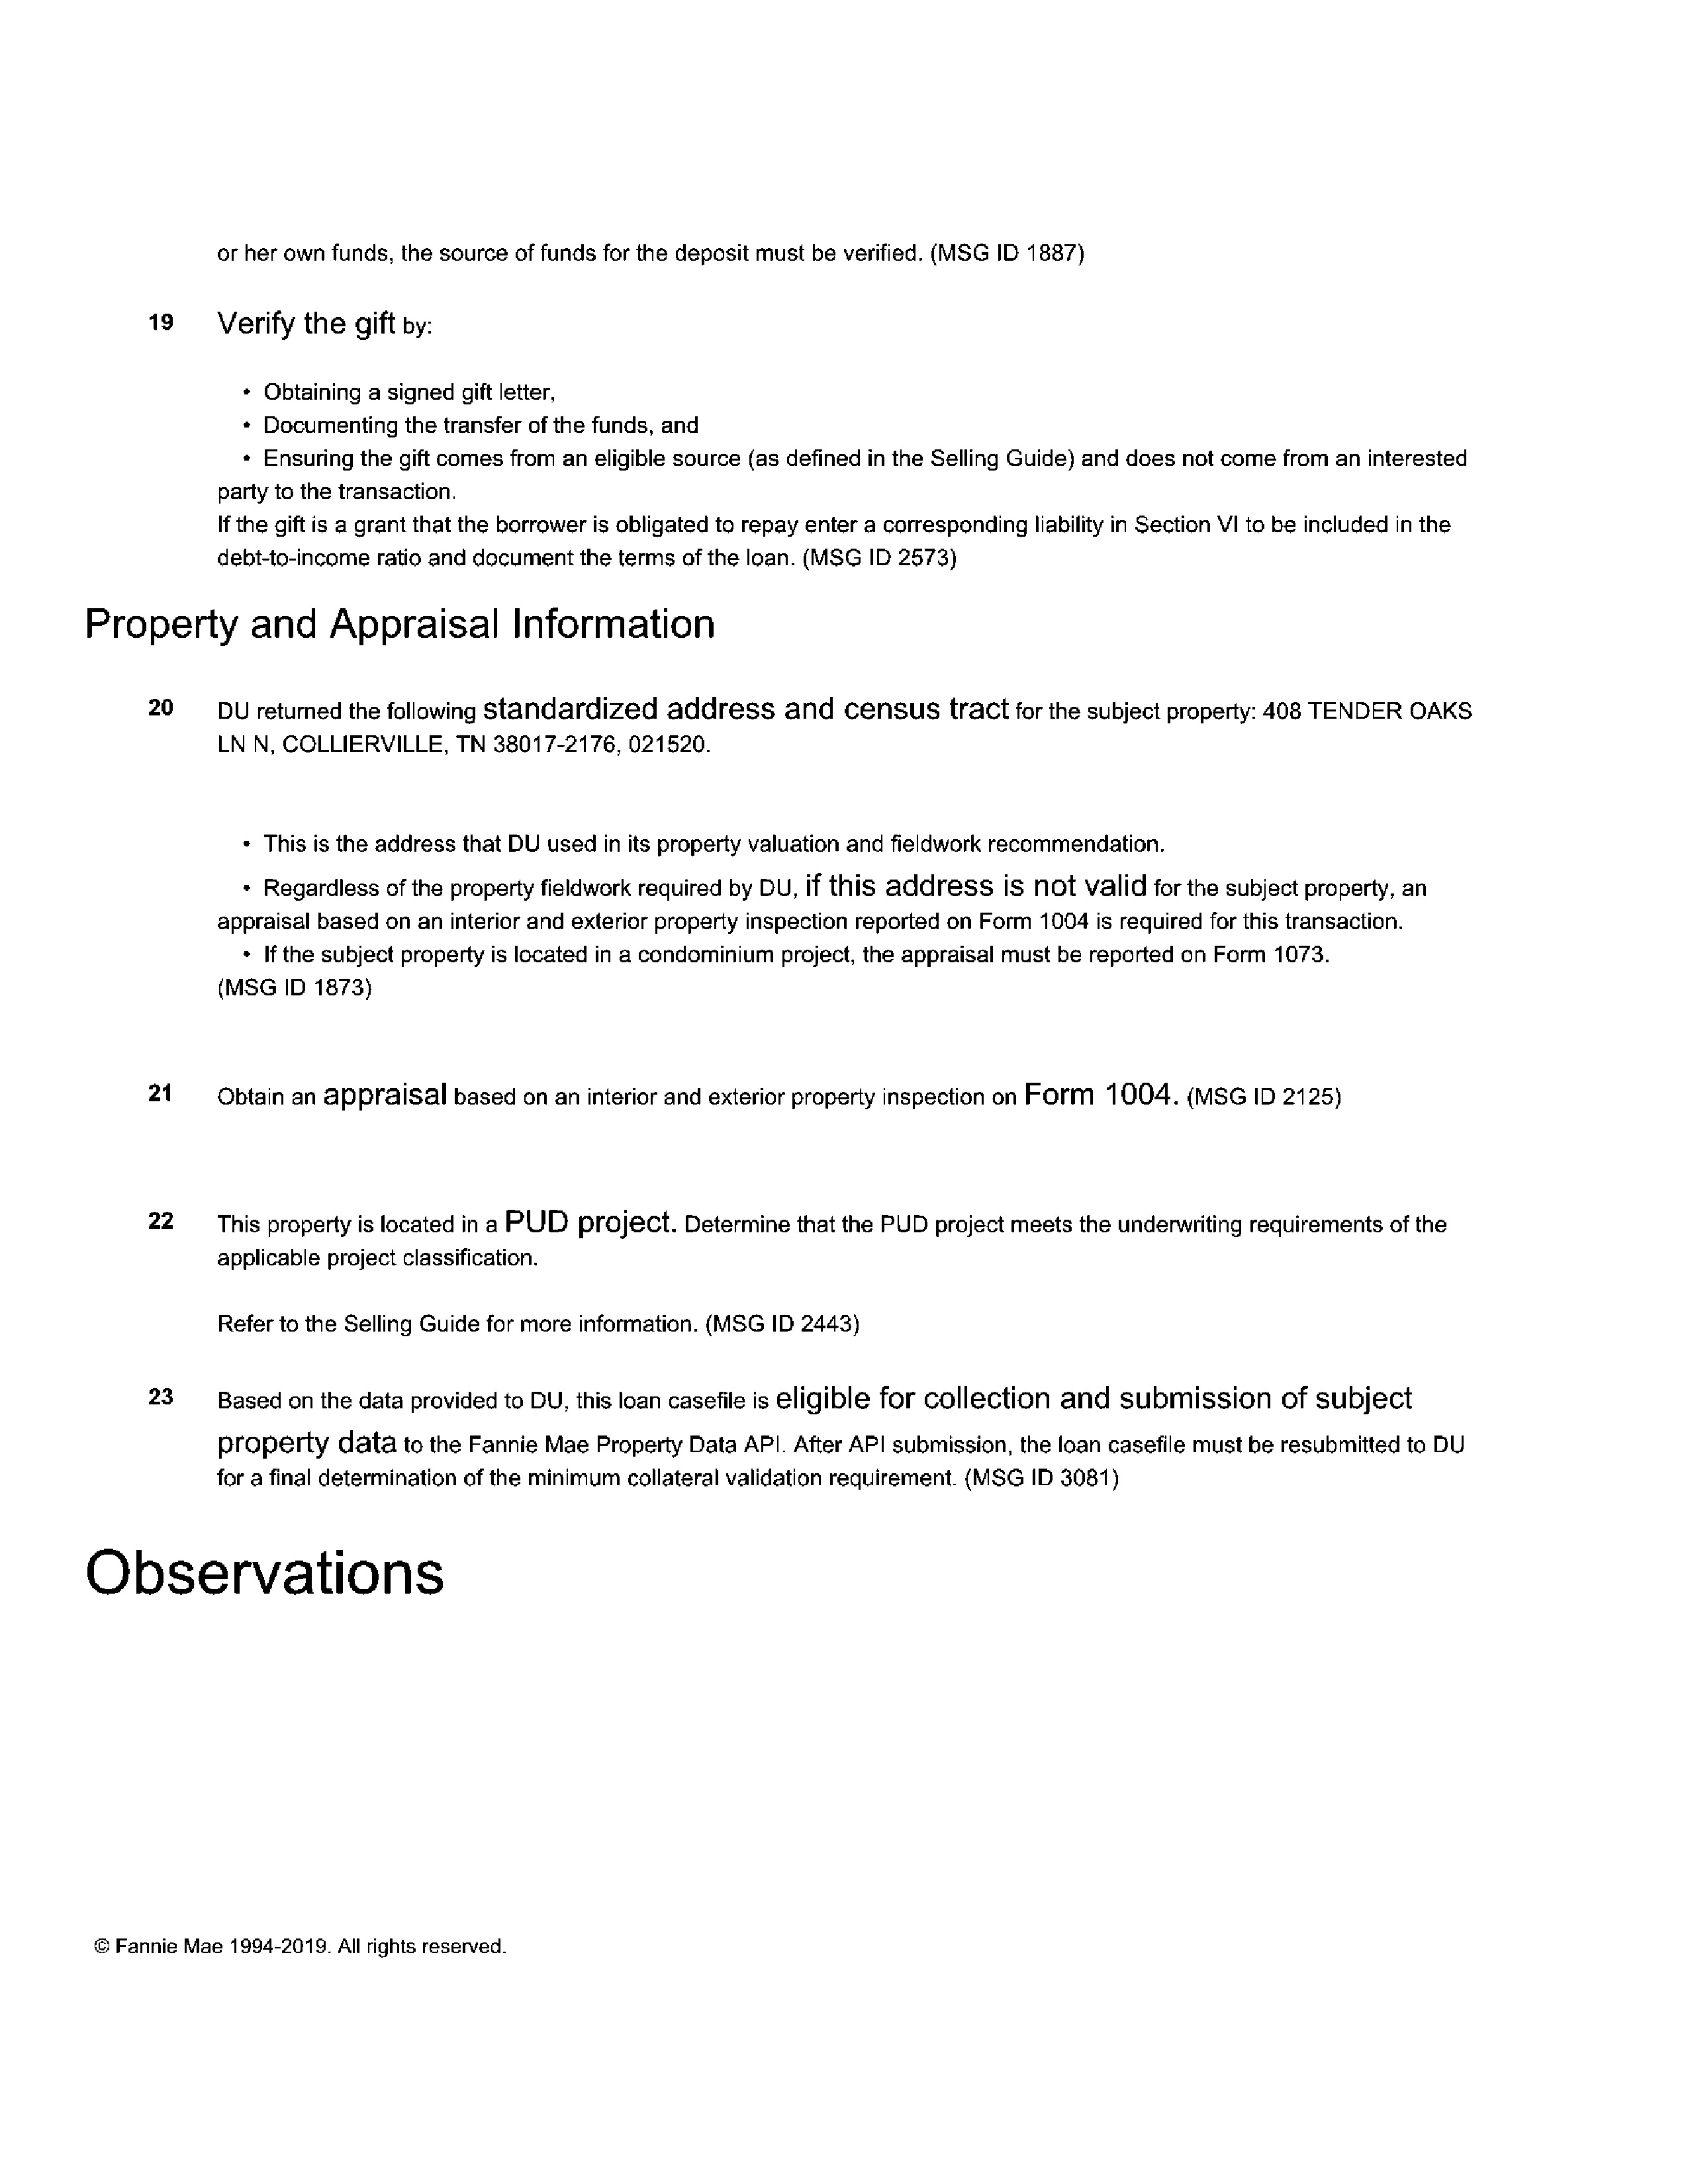 or her own funds, the source of funds for the deposit must be verified. (MSG ID 1887)
19 Verify the gift by:
• Obtaining a signed gift letter,
• Documenting the transfer of the funds, and
• Ensuring the gift comes from an eligible source (as defined in the Selling Guide) and does not come from an interested
party to the transaction.
If the gift is a grant that the borrower is obligated to repay enter a corresponding liability in Section VI to be included in the
debt-to-income ratio and document the terms of the loan. (MSG ID 2573)
Property and Appraisal Information
20 DU returned the following standardized address and census tract for the subject property: 408 TENDER OAKS
LN N, COLLIERVILLE, TN 38017-2176, 021520.
• This is the address that DU used in its property valuation and fieldwork recommendation.
• Regardless of the property fieldwork required by DU, if this address is not valid for the subject property, an
appraisal based on an interior and exterior property inspection reported on Form 1004 is required for this transaction.
• If the subject property is located in a condominium project, the appraisal must be reported on Form 1073.
(MSG ID 1873)
21 Obtain an appraisal based on an interior and exterior property inspection on Form 1004. (MSG ID 2125)
22 This property is located in a PUD project. Determine that the PUD project meets the underwriting requirements of the
applicable project classification.
Refer to the Selling Guide for more information. (MSG ID 2443)
23 Based on the data provided to DU, this loan casefile is eligible for collection and submission of subject
property data to the Fannie Mae Property Data API. After API submission, the loan casefile must be resubmitted to DU
for a final determination of the minimum collateral validation requirement. (MSG ID 3081)
Observations
© Fannie Mae 1994-2019. All rights reserved.